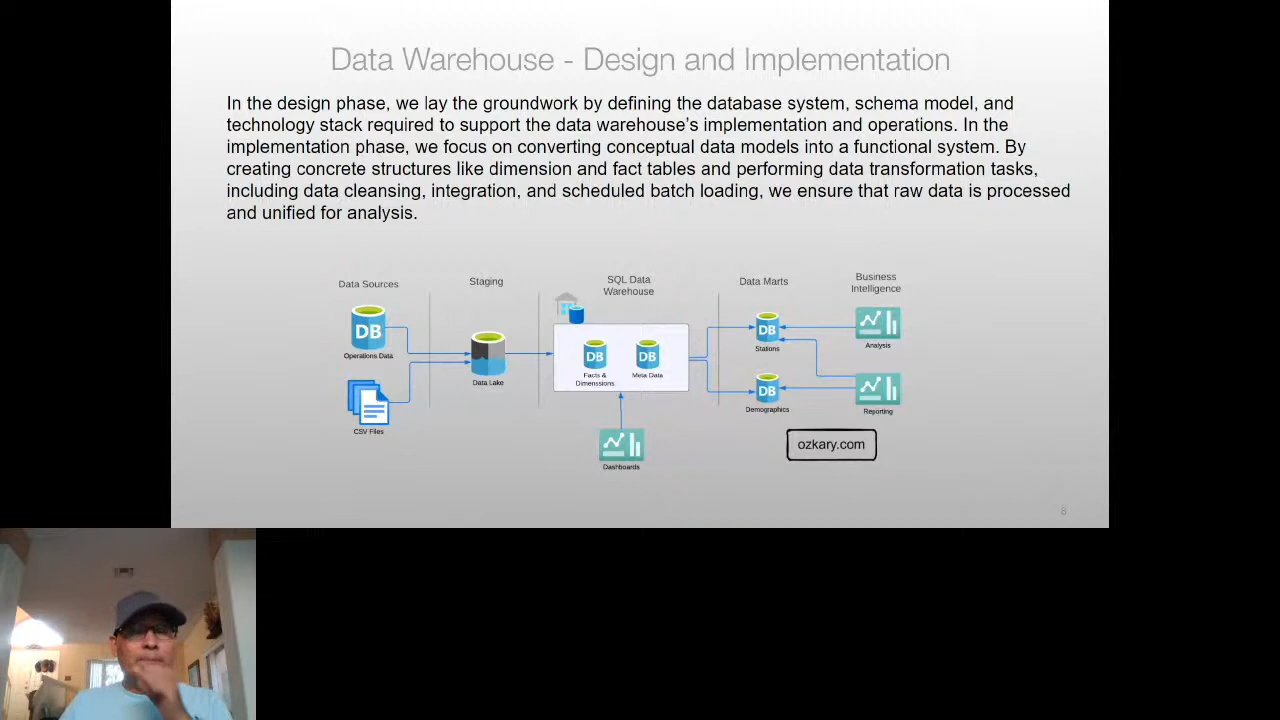 Data Warehouse - Design and Implementation
In the design phase, we lay the groundwork by defining the database system, schema model, and
technology stack required to support the data warehouse's implementation and operations. In the
implementation phase, we focus on converting conceptual data models into a functional system. By
creating concrete structures like dimension and fact tables and performing data transformation tasks,
including data cleansing, integration, and scheduled batch loading, we ensure that raw data is processed
and unified for analysis.
Data Sources
Staging
SQL Data
Warehouse
Data Marts
Business
Intelligence
DB
Operations Data
CSV Files
Data Lake
DB
Facts &
Dimenssions
DB
Meta Data
Dashboards
DB
Stations
DB
Demographics
Analysis
Reporting
ozkary.com
8